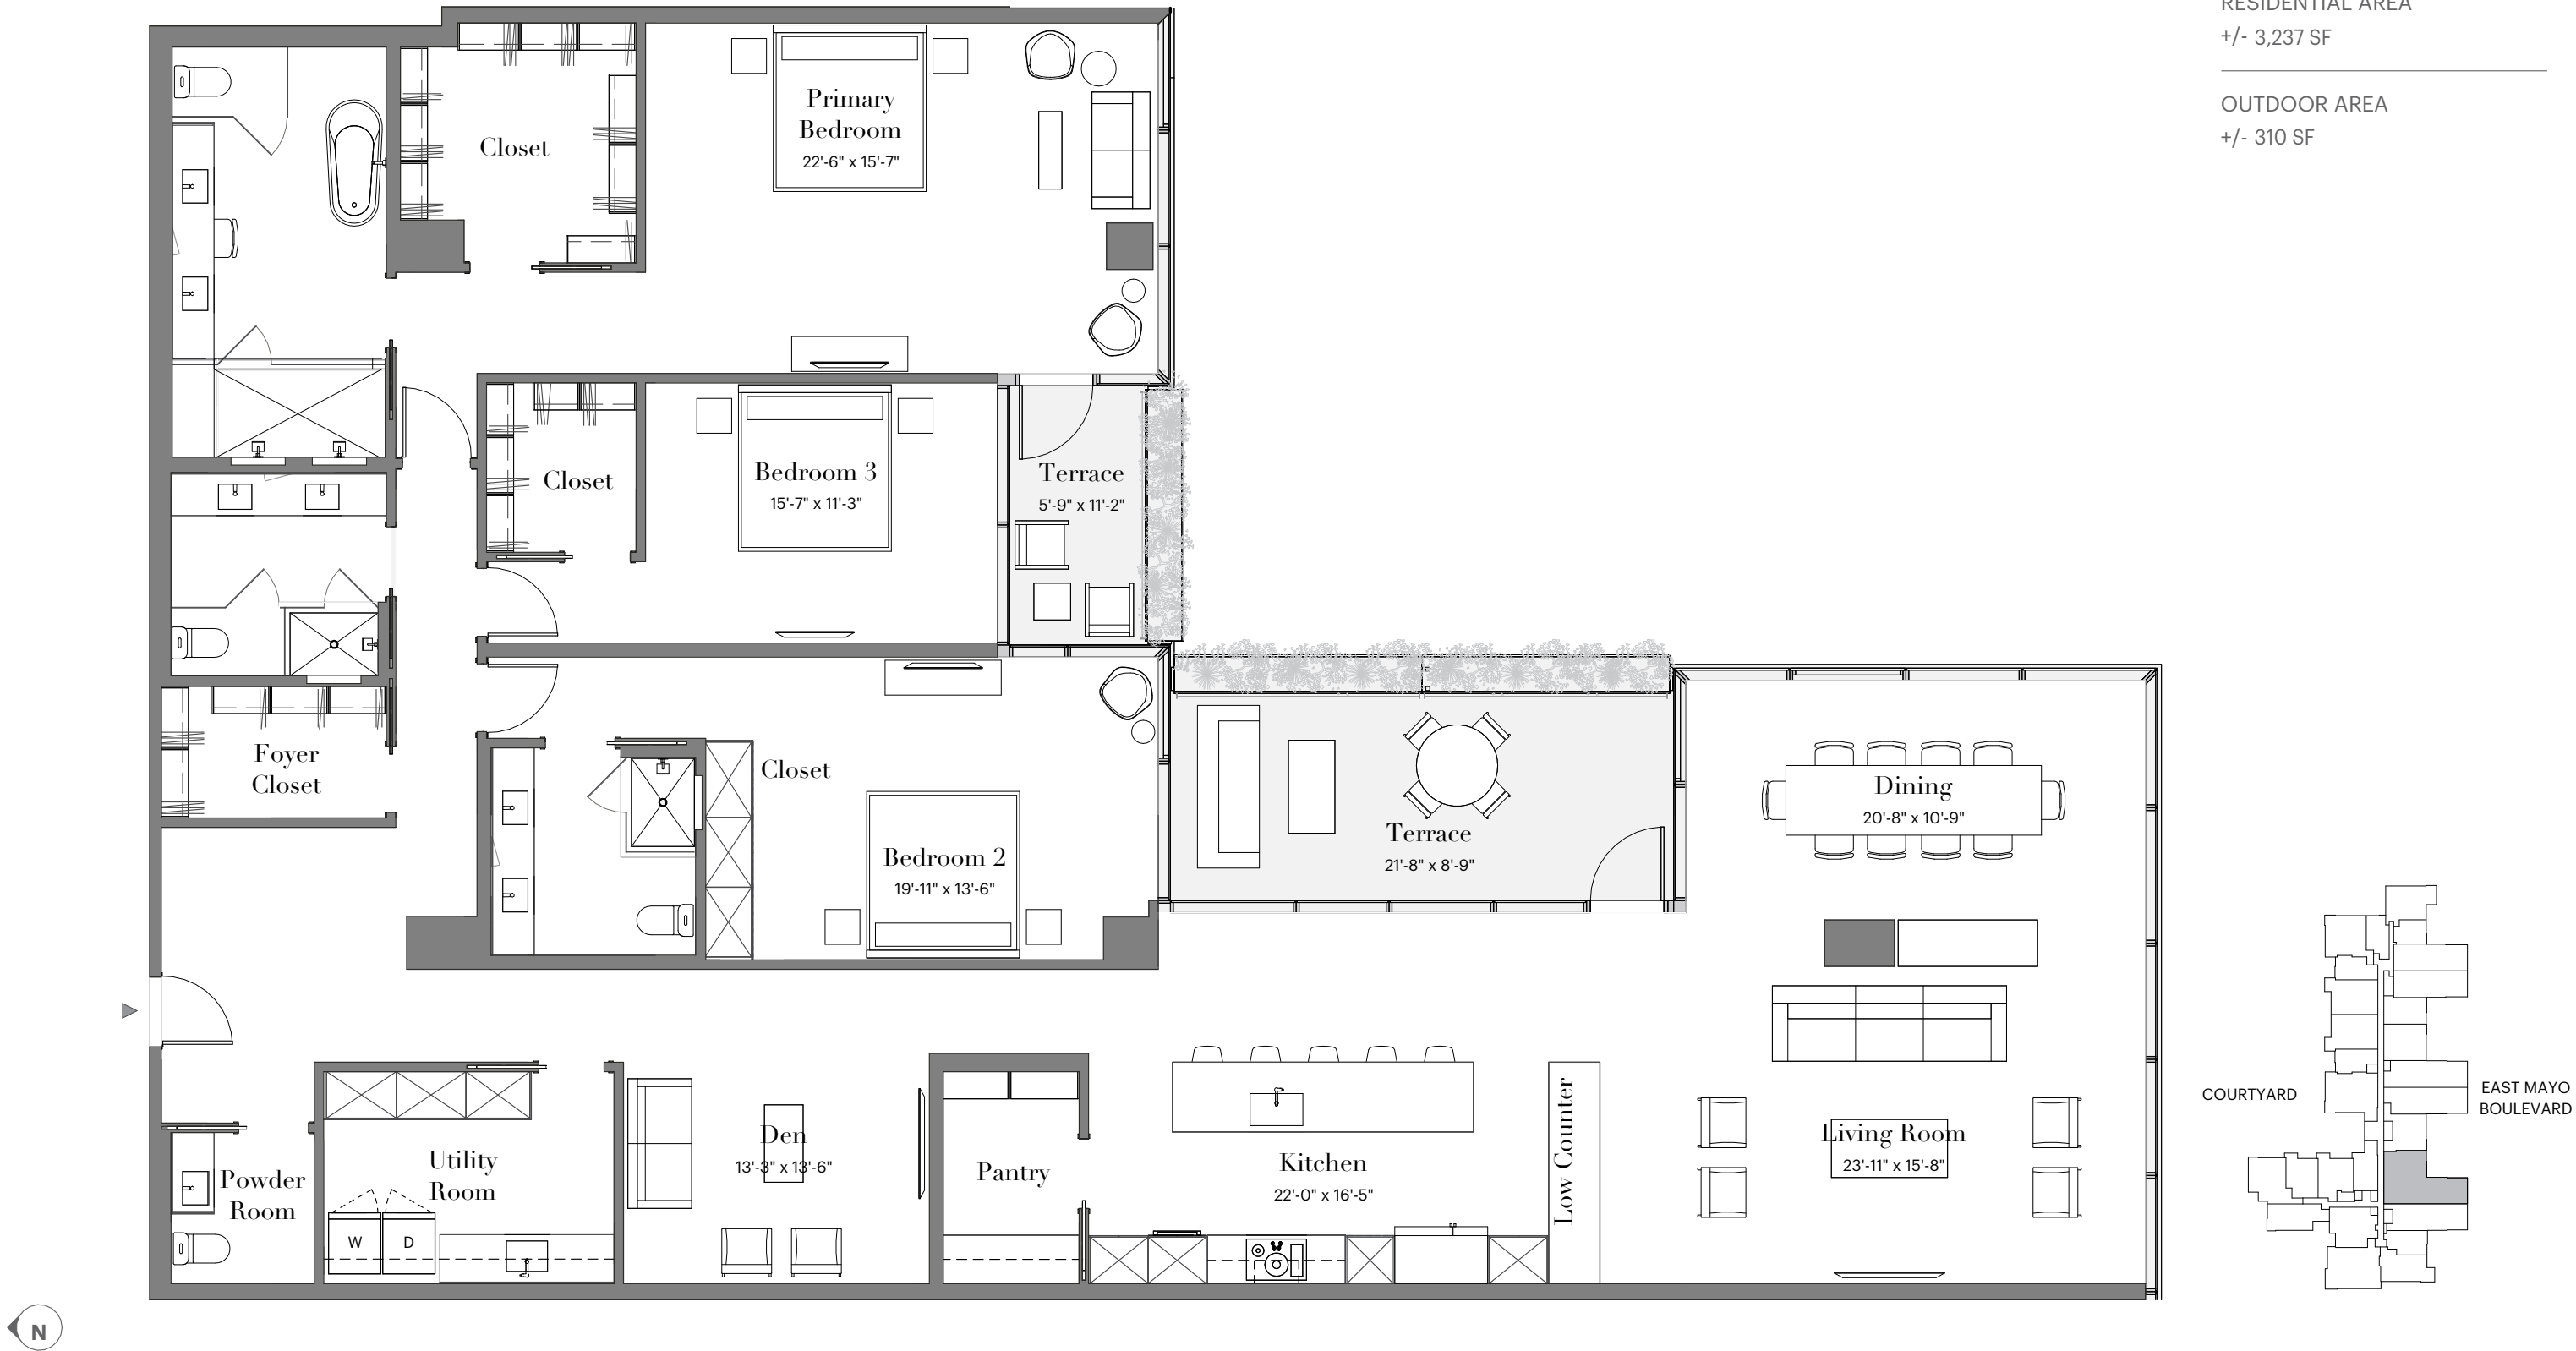 RESIDENTIAL AREA
+/- 3,237 SF
OUTDOOR AREA
+/- 310 SF
Primary
Bedroom
22'-6" x 15'-7"
Closet
Bedroom 3
15'-7" x 11'-3"
Closet
Terrace
5'-9" x 11'-2"
Foyer
Closet
Closet
Bedroom 2
19'-11" x 13'-6"
Terrace
21'-8" x 8'-9"
Dining
20'-8" x 10'-9"
Powder
Room
Utility
Room
W
D
Den
13'-3" x 13'-6"
Pantry
Kitchen
22'-0" x 16'-5"
Low Counter
Living Room
23'-11" x 15'-8"
COURTYARD
EAST MAYO
BOULEVARD
N